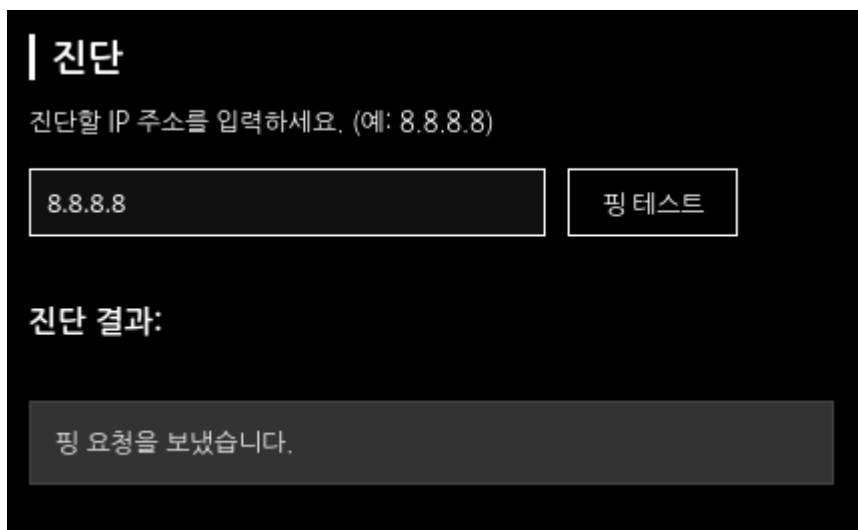 진단
진단할 IP 주소를 입력하세요. (예: 8.8.8.8)
8.8.8.8
핑 테스트
진단 결과:
핑 요청을 보냈습니다.